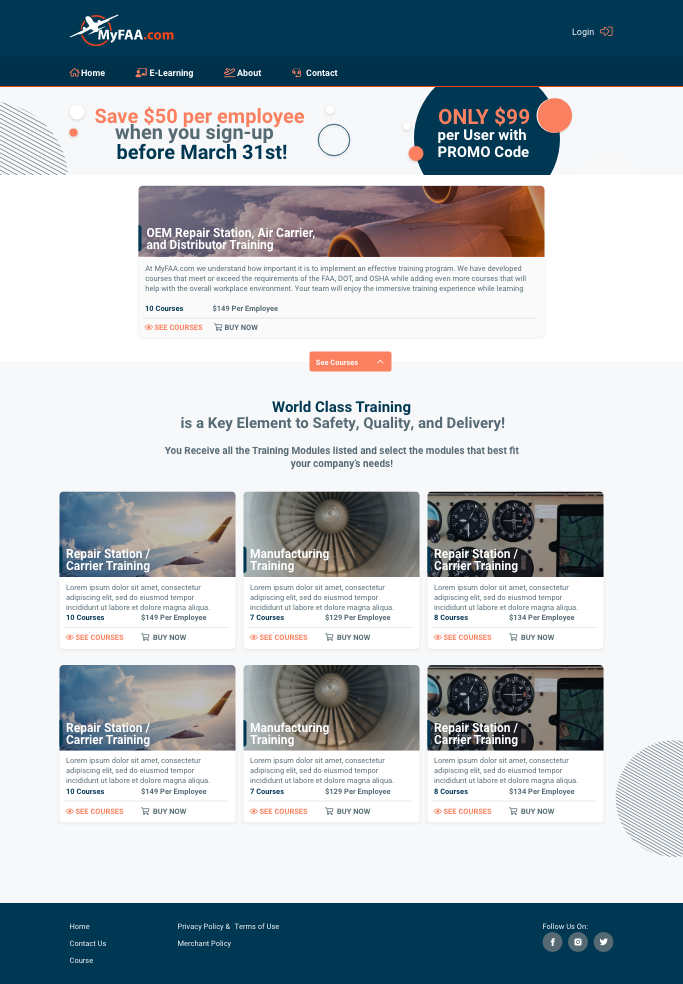 MyFAA.com
Login
Home
E-Learning
About
Contact
Save $50 per employee
when you sign-up
before March 31st!
ONLY $99
per User with
PROMO Code
OEM Repair Station, Air Carrier,
and Distributor Training
At MyFAA.com we understand how important it is to implement an effective training program. We have developed
courses that meet or exceed the requirements of the FAA, DOT, and OSHA while adding even more courses that will
help with the overall workplace environment. Your team will enjoy the immersive training experience while learning
10 Courses
$149 Per Employee
SEE COURSES
BUY NOW
See Courses
World Class Training
is a Key Element to Safety, Quality, and Delivery!
You Receive all the Training Modules listed and select the modules that best fit
your company's needs!
Repair Station /
Carrier Training
Lorem ipsum dolor sit amet, consectetur
adipiscing elit, sed do eiusmod tempor
incididunt ut labore et dolore magna aliqua.
10 Courses
$149 Per Employee
SEE COURSES
BUY NOW
Manufacturing
Training
Lorem ipsum dolor sit amet, consectetur
adipiscing elit, sed do eiusmod tempor
incididunt ut labore et dolore magna aliqua.
7 Courses
$129 Per Employee
SEE COURSES
BUY NOW
Repair Station /
Carrier Training
Lorem ipsum dolor sit amet, consectetur
adipiscing elit, sed do eiusmod tempor
incididunt ut labore et dolore magna aliqua.
8 Courses
$134 Per Employee
SEE COURSES
BUY NOW
Repair Station /
Carrier Training
Lorem ipsum dolor sit amet, consectetur
adipiscing elit, sed do eiusmod tempor
incididunt ut labore et dolore magna aliqua.
10 Courses
$149 Per Employee
SEE COURSES
BUY NOW
Manufacturing
Training
Lorem ipsum dolor sit amet, consectetur
adipiscing elit, sed do eiusmod tempor
incididunt ut labore et dolore magna aliqua.
7 Courses
$129 Per Employee
SEE COURSES
BUY NOW
Repair Station /
Carrier Training
Lorem ipsum dolor sit amet, consectetur
adipiscing elit, sed do eiusmod tempor
incididunt ut labore et dolore magna aliqua.
8 Courses
$134 Per Employee
SEE COURSES
BUY NOW
Home
Contact Us
Course
Privacy Policy & Terms of Use
Merchant Policy
Follow Us On: